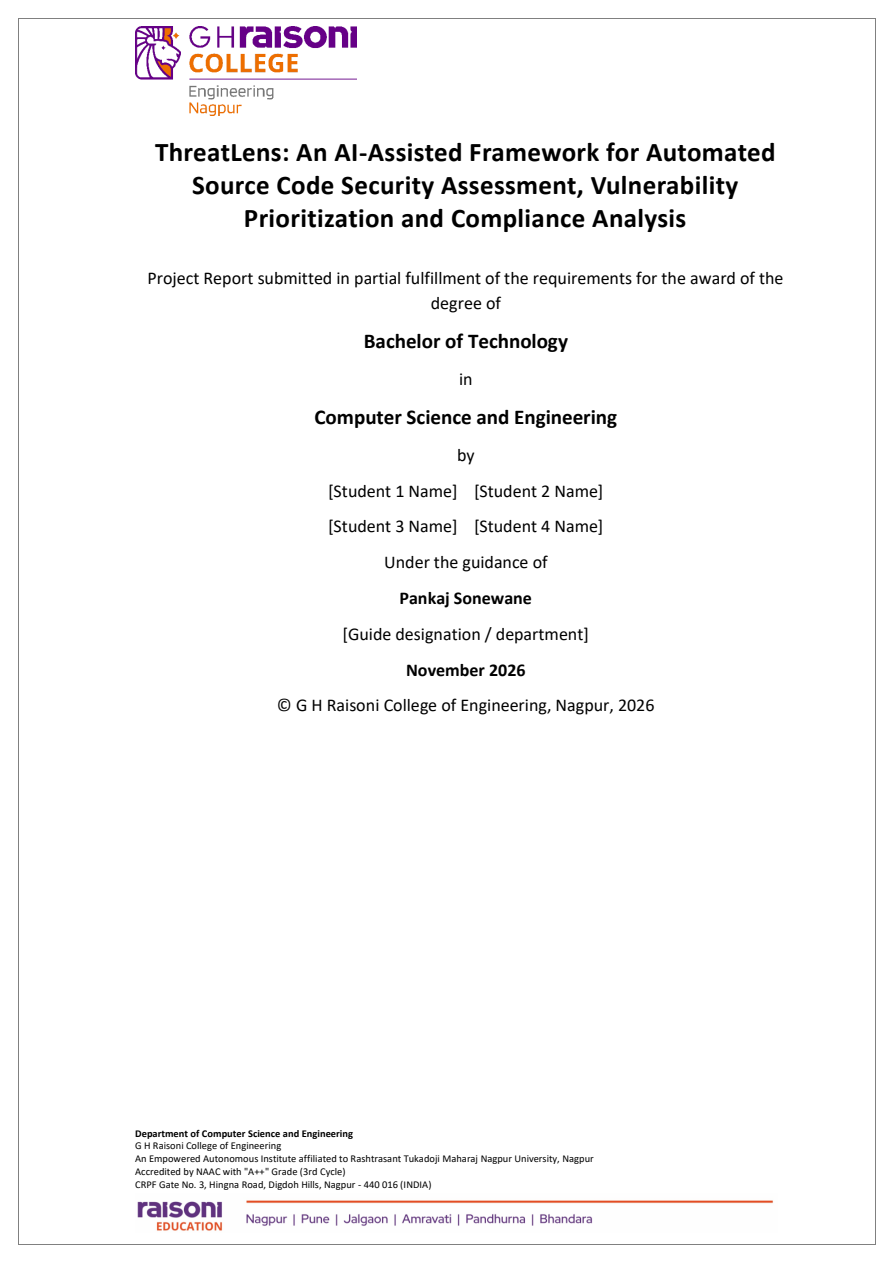 GHraisoni
COLLEGE
Engineering
Nagpur
ThreatLens: An AI-Assisted Framework for Automated
Source Code Security Assessment, Vulnerability
Prioritization and Compliance Analysis
Project Report submitted in partial fulfillment of the requirements for the award of the
degree of
Bachelor of Technology
in
Computer Science and Engineering
by
[Student 1 Name] [Student 2 Name]
[Student 3 Name] [Student 4 Name]
Under the guidance of
Pankaj Sonewane
[Guide designation / department]
November 2026
© G H Raisoni College of Engineering, Nagpur, 2026
Department of Computer Science and Engineering
G H Raisoni College of Engineering
An Empowered Autonomous Institute affiliated to Rashtrasant Tukadoji Maharaj Nagpur University, Nagpur
Accredited by NAAC with "A++" Grade (3rd Cycle)
CRPF Gate No. 3, Hingna Road, Digdoh Hills, Nagpur - 440 016 (INDIA)
raisoni
EDUCATION
Nagpur | Pune | Jalgaon | Amravati | Pandhurna | Bhandara